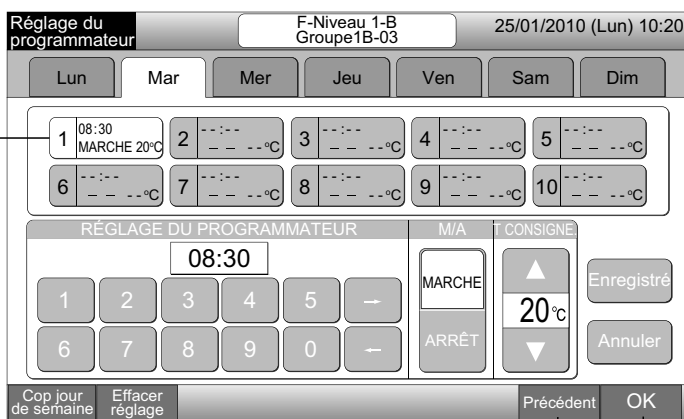 Réglage du programmateur
F-Niveau 1-B
Groupe1B-03
25/01/2010 (Lun) 10:20
Lun Mar Mer Jeu Ven Sam Dim
1 08:30 MARCHE 20°C
2 --:-- – – --°C
3 --:-- – – --°C
4 --:-- – – --°C
5 --:-- – – --°C
6 --:-- – – --°C
7 --:-- – – --°C
8 --:-- – – --°C
9 --:-- – – --°C
10 --:-- – – --°C
RÉGLAGE DU PROGRAMMATEUR M/A T CONSIGNE
08:30
1 2 3 4 5 →
6 7 8 9 0 ←
MARCHE
ARRÊT
20°C
Enregistré
Annuler
Cop jour de semaine
Effacer réglage
Précédent
OK